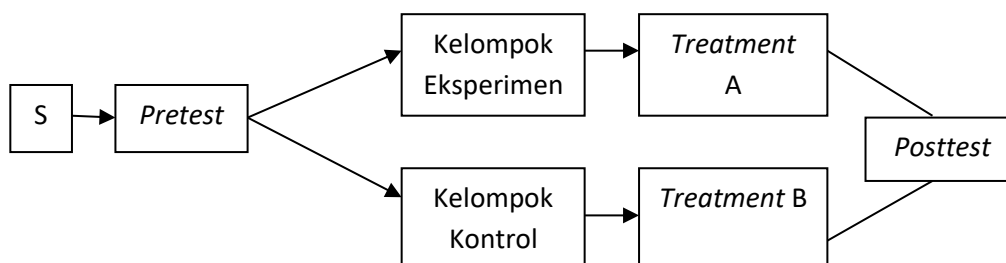 S
Pretest
Kelompok
Eksperimen
Treatment
A
Kelompok
Kontrol
Treatment B
Posttest